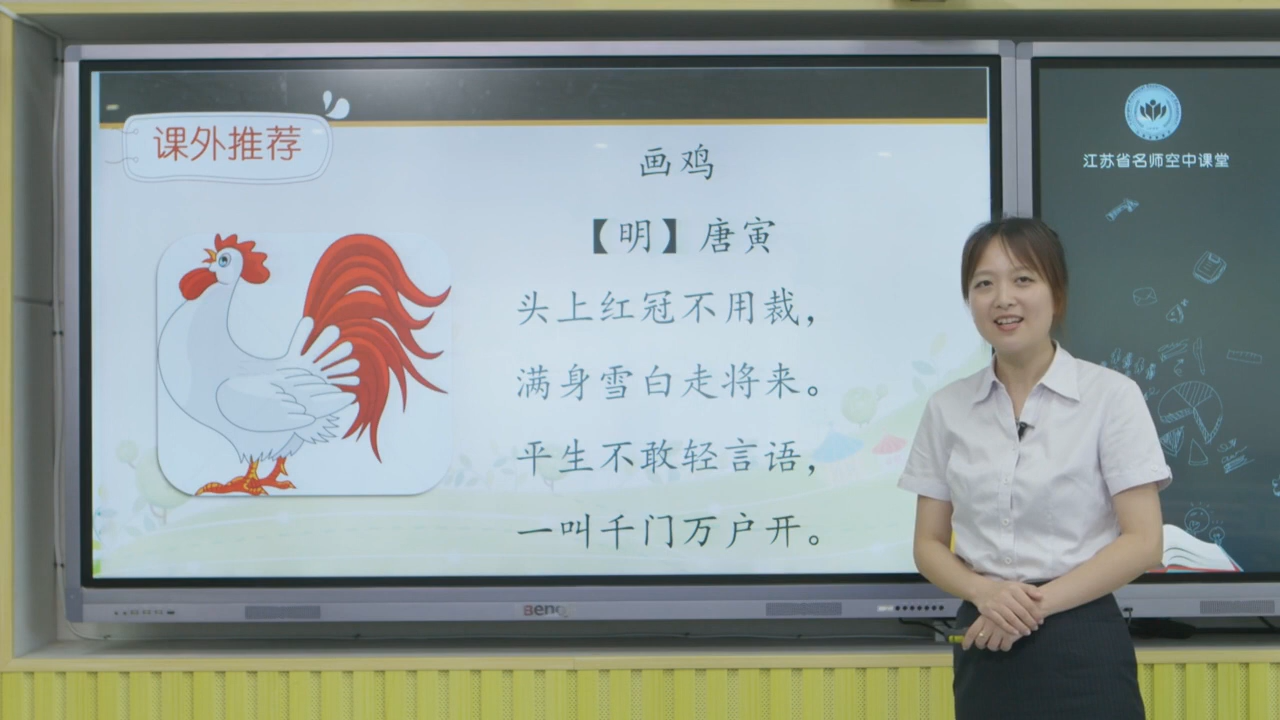 课外推荐
画鸡
【明】唐寅
头上红冠不用裁，
满身雪白走将来。
平生不敢轻言语，
一叫千门万户开。
江苏省名师空中课堂
BenQ